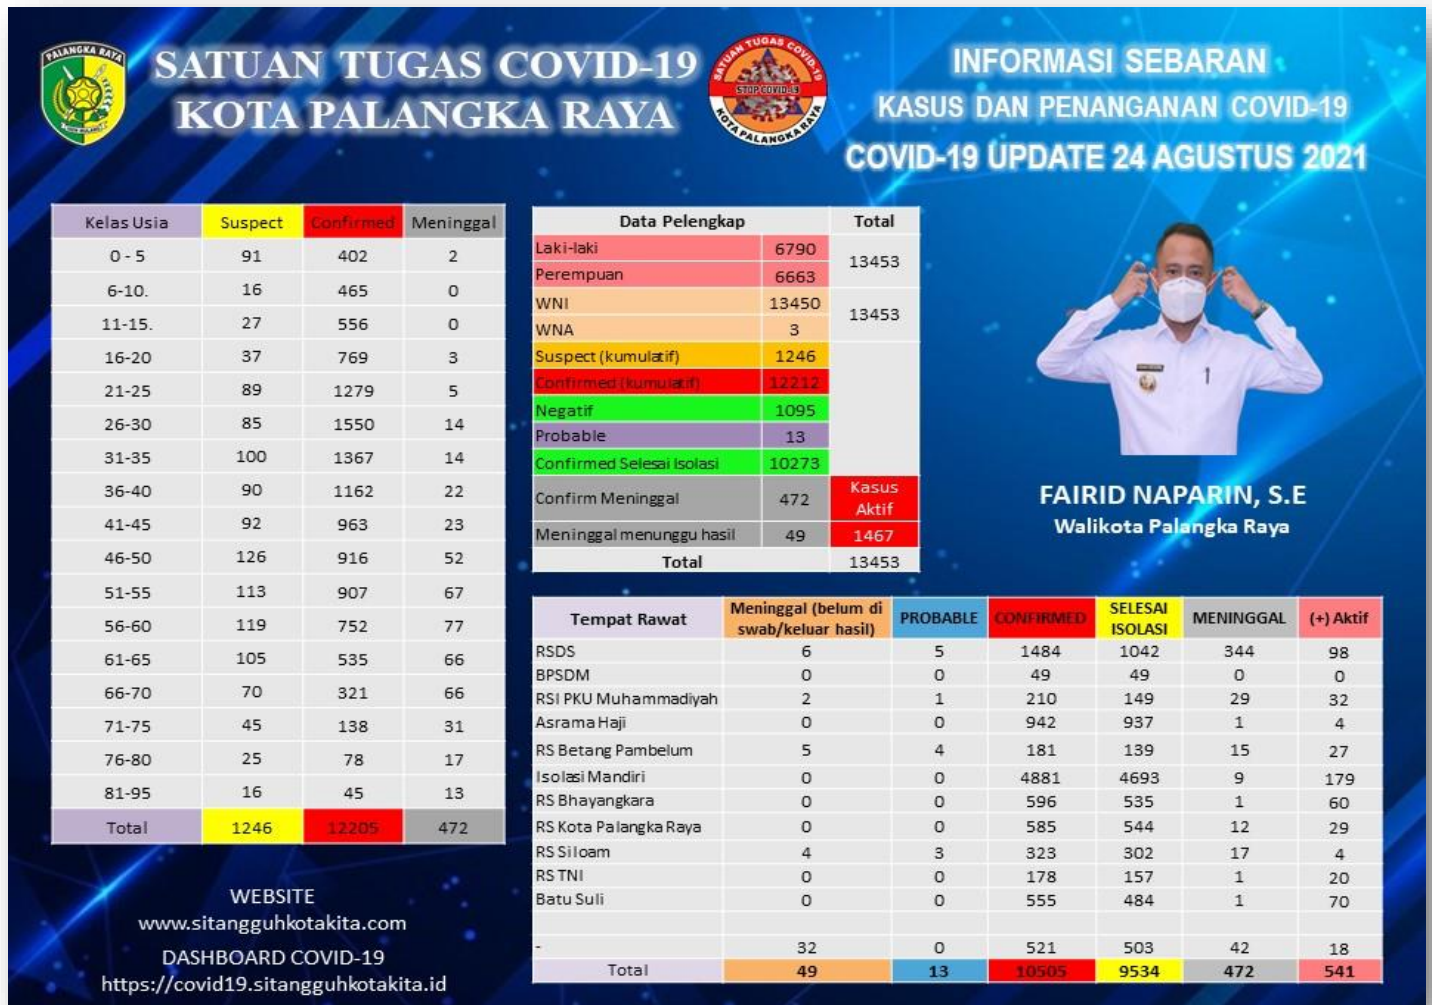 PALANGKA RAYA
SATUAN TUGAS COVID-19
KOTA PALANGKA RAYA
SATUAN TUGAS COVID-19
STOP COVID-19
KOTA PALANGKA RAYA
INFORMASI SEBARAN
KASUS DAN PENANGANAN COVID-19
COVID-19 UPDATE 24 AGUSTUS 2021
Kelas Usia Suspect Confirmed Meninggal
0 - 5 91 402 2
6-10. 16 465 0
11-15. 27 556 0
16-20 37 769 3
21-25 89 1279 5
26-30 85 1550 14
31-35 100 1367 14
36-40 90 1162 22
41-45 92 963 23
46-50 126 916 52
51-55 113 907 67
56-60 119 752 77
61-65 105 535 66
66-70 70 321 66
71-75 45 138 31
76-80 25 78 17
81-95 16 45 13
Total 1246 12205 472
WEBSITE
www.sitangguhkotakita.com
DASHBOARD COVID-19
https://covid19.sitangguhkotakita.id
Data Pelengkap Total
Laki-laki 6790 13453
Perempuan 6663
WNI 13450 13453
WNA 3
Suspect (kumulatif) 1246
Confirmed (kumulatif) 12212
Negatif 1095
Probable 13
Confirmed Selesai Isolasi 10273
Confirm Meninggal 472 Kasus Aktif
Meninggal menunggu hasil 49 1467
Total 13453
FAIRID NAPARIN, S.E
Walikota Palangka Raya
Tempat Rawat Meninggal (belum di swab/keluar hasil) PROBABLE CONFIRMED SELESAI ISOLASI MENINGGAL (+) Aktif
RSDS 6 5 1484 1042 344 98
BPSDM 0 0 49 49 0 0
RSI PKU Muhammadiyah 2 1 210 149 29 32
Asrama Haji 0 0 942 937 1 4
RS Betang Pambelum 5 4 181 139 15 27
Isolasi Mandiri 0 0 4881 4693 9 179
RS Bhayangkara 0 0 596 535 1 60
RS Kota Palangka Raya 0 0 585 544 12 29
RS Siloam 4 3 323 302 17 4
RS TNI 0 0 178 157 1 20
Batu Suli 0 0 555 484 1 70
- 32 0 521 503 42 18
Total 49 13 10505 9534 472 541